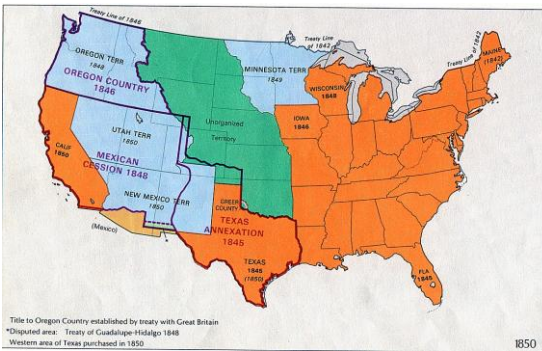 Treaty Line of 1846
Treaty Line
of 1842
Treaty Line of 1842
MAINE
(1842)
OREGON TERR
1848
OREGON COUNTRY
1846
MINNESOTA TERR
1849
WISCONSIN
1848
IOWA
1846
Unorganized
Territory
UTAH TERR
1850
CALIF
1850
MEXICAN
CESSION 1848
NEW MEXICO TERR
1850
GREER
COUNTY
TEXAS
ANNEXATION
1845
(Mexico)
TEXAS
1845
(1850)
FLA
1845
Title to Oregon Country established by treaty with Great Britain
*Disputed area: Treaty of Guadalupe-Hidalgo 1848
Western area of Texas purchased in 1850
1850